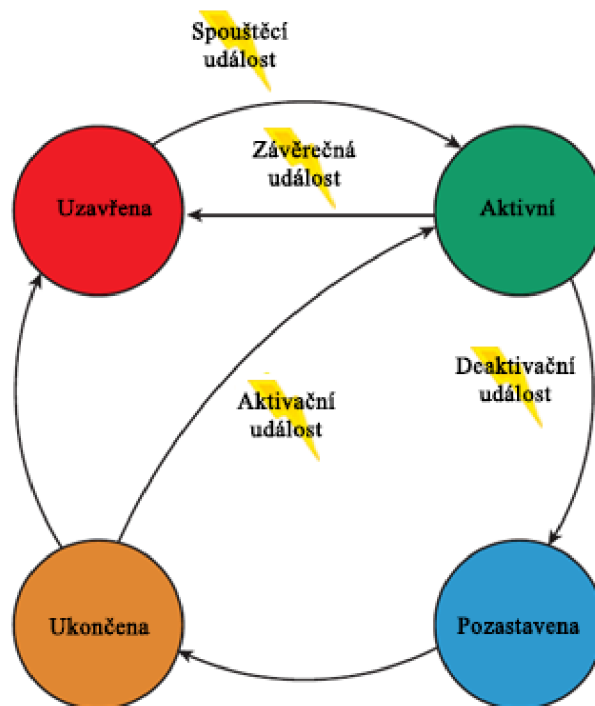 Spouštěcí
událost
Závěrečná
událost
Uzavřena
Aktivní
Deaktivační
událost
Aktivační
událost
Ukončena
Pozastavena